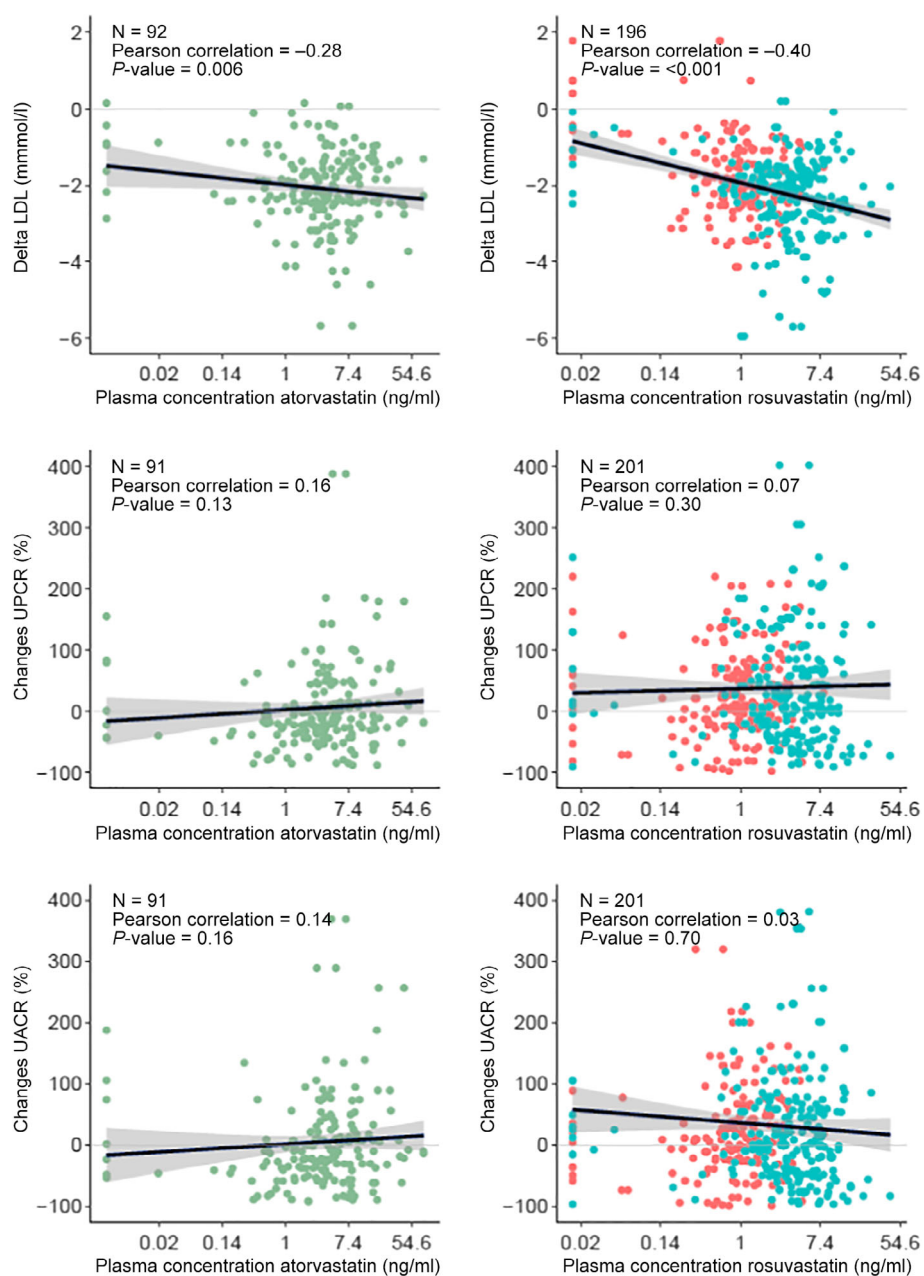 N = 92
Pearson correlation = –0.28
P-value = 0.006
2
0
–2
–4
–6
Delta LDL (mmmol/l)
0.02 0.14 1 7.4 54.6
Plasma concentration atorvastatin (ng/ml)
N = 196
Pearson correlation = –0.40
P-value = <0.001
2
0
–2
–4
–6
Delta LDL (mmmol/l)
0.02 0.14 1 7.4 54.6
Plasma concentration rosuvastatin (ng/ml)
N = 91
Pearson correlation = 0.16
P-value = 0.13
400
300
200
100
0
–100
Changes UPCR (%)
0.02 0.14 1 7.4 54.6
Plasma concentration atorvastatin (ng/ml)
N = 201
Pearson correlation = 0.07
P-value = 0.30
400
300
200
100
0
–100
Changes UPCR (%)
0.02 0.14 1 7.4 54.6
Plasma concentration rosuvastatin (ng/ml)
N = 91
Pearson correlation = 0.14
P-value = 0.16
400
300
200
100
0
–100
Changes UACR (%)
0.02 0.14 1 7.4 54.6
Plasma concentration atorvastatin (ng/ml)
N = 201
Pearson correlation = 0.03
P-value = 0.70
400
300
200
100
0
–100
Changes UACR (%)
0.02 0.14 1 7.4 54.6
Plasma concentration rosuvastatin (ng/ml)